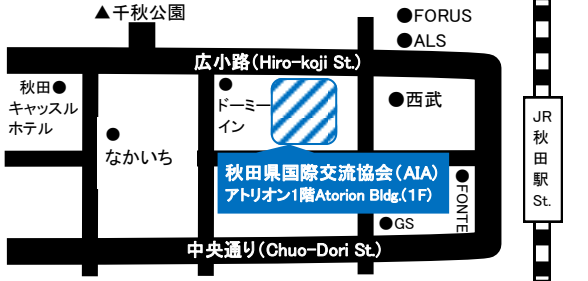 ▲千秋公園
●FORUS
●ALS
広小路(Hiro-koji St.)
秋田●
キャッスル
ホテル
●
ドーミー
イン
●西武
●
なかいち
JR
秋
田
駅
St.
秋田県国際交流協会(AIA)
アトリオン1階Atorion Bldg.(1F)
●FONTE
●GS
中央通り(Chuo-Dori St.)